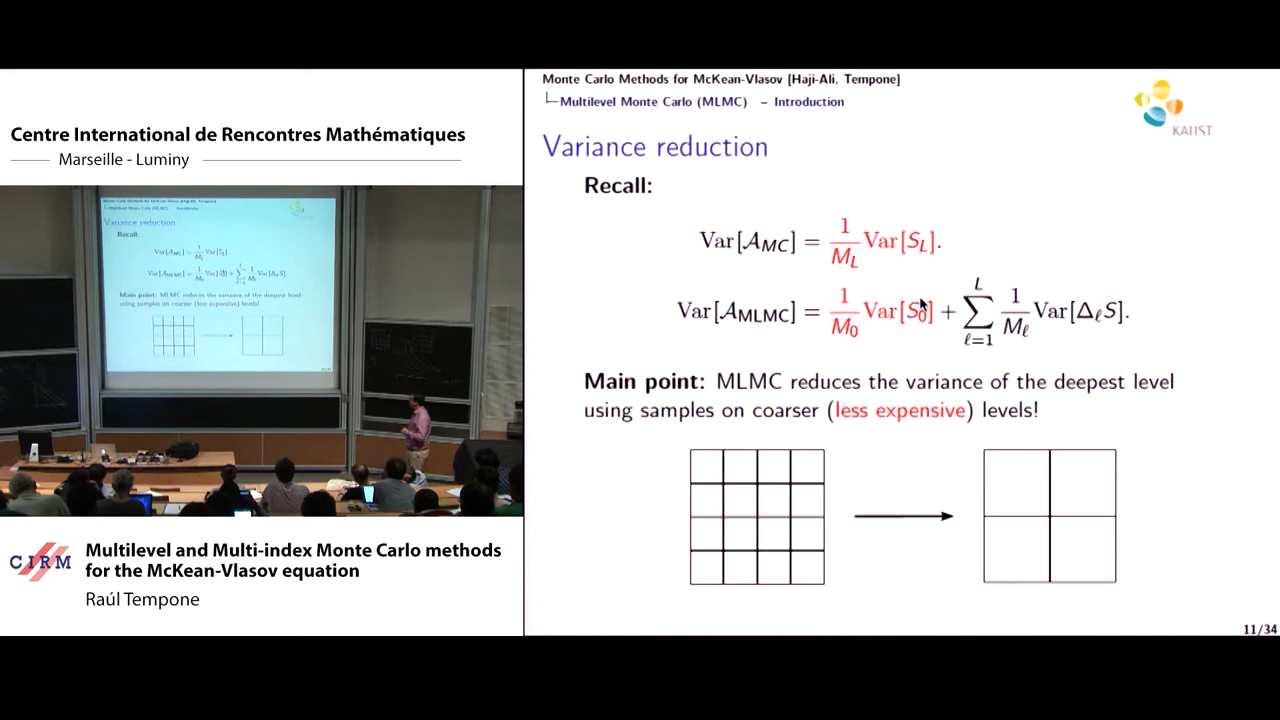 Centre International de Rencontres Mathématiques
Marseille - Luminy
CIRM
Multilevel and Multi-index Monte Carlo methods
for the McKean-Vlasov equation
Raúl Tempone
Monte Carlo Methods for McKean-Vlasov [Haji-Ali, Tempone]
Multilevel Monte Carlo (MLMC) – Introduction
KAUST
Variance reduction
Recall:
Var[𝒜_MC] = 1/M_L Var[S_L].
Var[𝒜_MLMC] = 1/M_0 Var[S_0] + ∑_{ℓ=1}^{L} 1/M_ℓ Var[Δ_ℓ S].
Main point: MLMC reduces the variance of the deepest level
using samples on coarser (less expensive) levels!
11/34